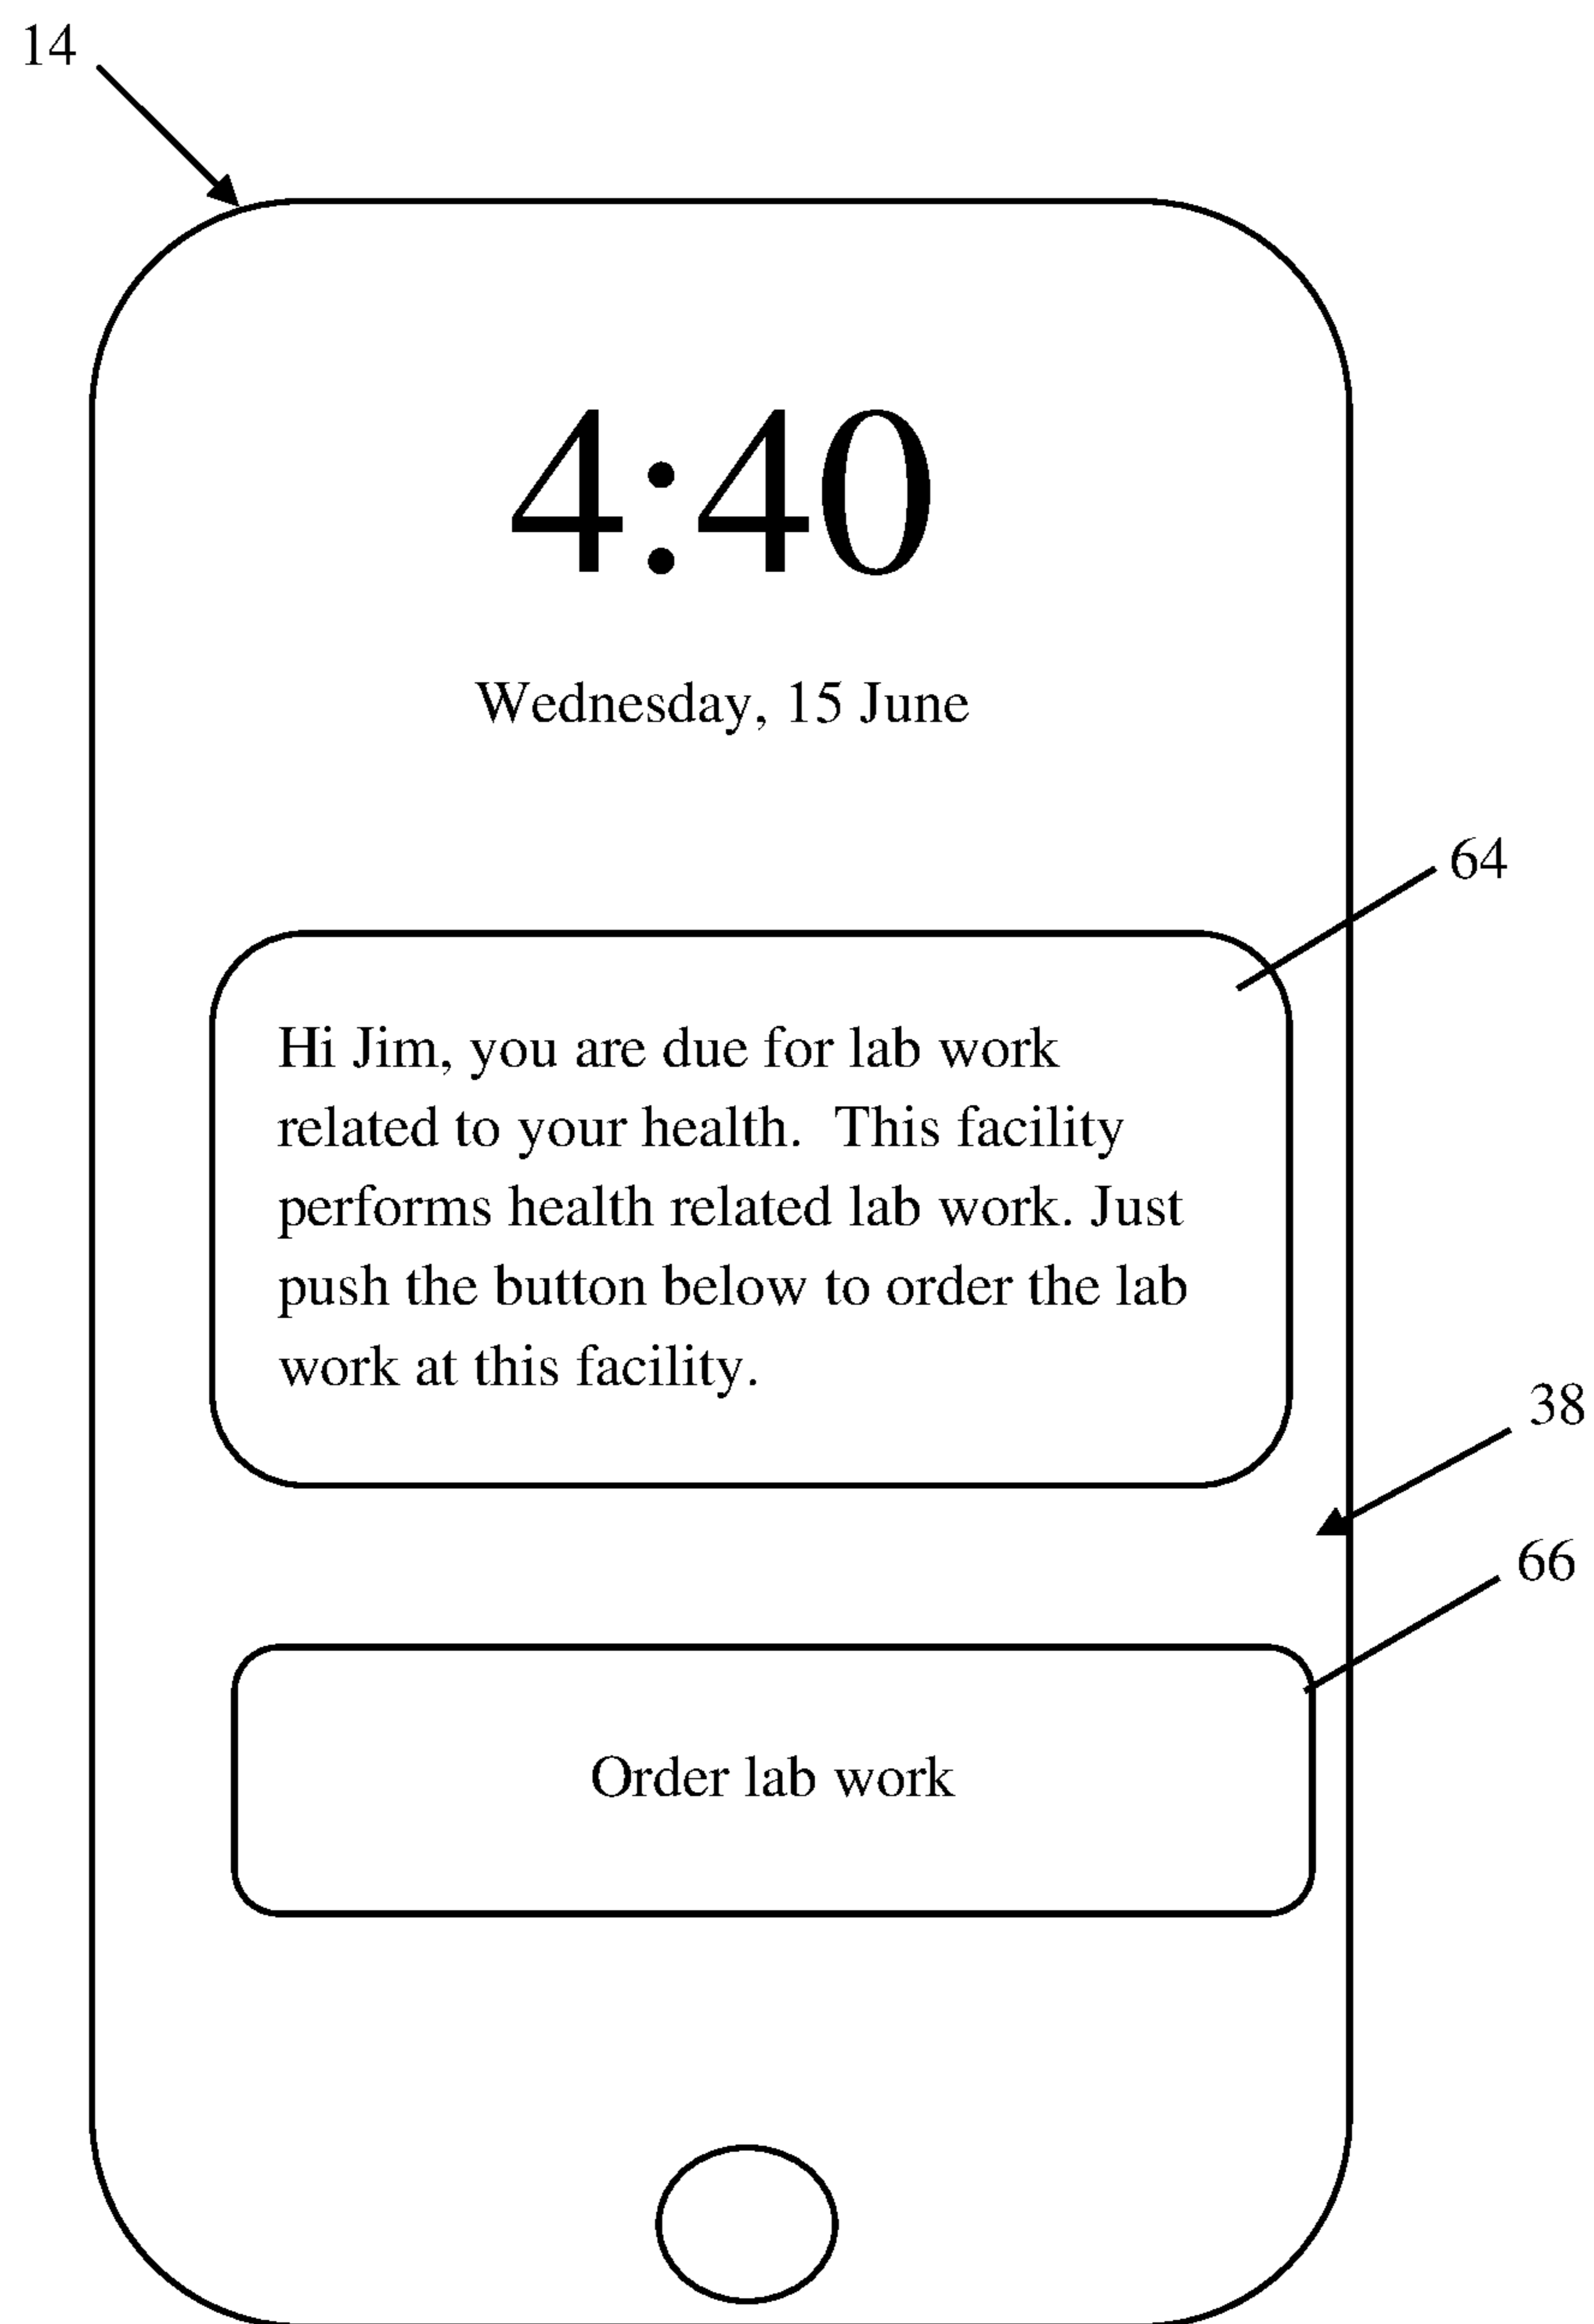 14
4:40
Wednesday, 15 June
64
Hi Jim, you are due for lab work
related to your health.  This facility
performs health related lab work. Just
push the button below to order the lab
work at this facility.
38
66
Order lab work